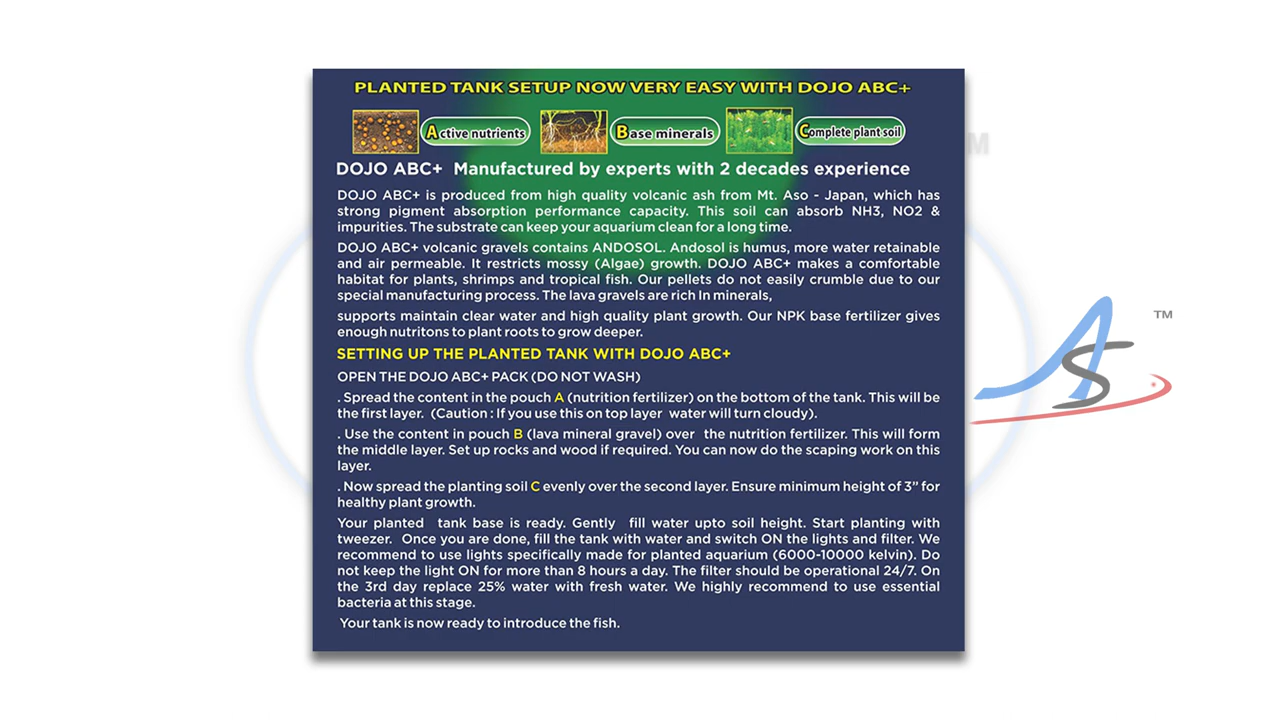 PLANTED TANK SETUP NOW VERY EASY WITH DOJO ABC+
Active nutrients
Base minerals
Complete plant soil
DOJO ABC+ Manufactured by experts with 2 decades experience
DOJO ABC+ is produced from high quality volcanic ash from Mt. Aso - Japan, which has
strong pigment absorption performance capacity. This soil can absorb NH3, NO2 &
impurities. The substrate can keep your aquarium clean for a long time.
DOJO ABC+ volcanic gravels contains ANDOSOL. Andosol is humus, more water retainable
and air permeable. It restricts mossy (Algae) growth. DOJO ABC+ makes a comfortable
habitat for plants, shrimps and tropical fish. Our pellets do not easily crumble due to our
special manufacturing process. The lava gravels are rich In minerals,
supports maintain clear water and high quality plant growth. Our NPK base fertilizer gives
enough nutritons to plant roots to grow deeper.
SETTING UP THE PLANTED TANK WITH DOJO ABC+
OPEN THE DOJO ABC+ PACK (DO NOT WASH)
. Spread the content in the pouch A (nutrition fertilizer) on the bottom of the tank. This will be
the first layer. (Caution : If you use this on top layer water will turn cloudy).
. Use the content in pouch B (lava mineral gravel) over the nutrition fertilizer. This will form
the middle layer. Set up rocks and wood if required. You can now do the scaping work on this
layer.
. Now spread the planting soil C evenly over the second layer. Ensure minimum height of 3” for
healthy plant growth.
Your planted tank base is ready. Gently fill water upto soil height. Start planting with
tweezer. Once you are done, fill the tank with water and switch ON the lights and filter. We
recommend to use lights specifically made for planted aquarium (6000-10000 kelvin). Do
not keep the light ON for more than 8 hours a day. The filter should be operational 24/7. On
the 3rd day replace 25% water with fresh water. We highly recommend to use essential
bacteria at this stage.
Your tank is now ready to introduce the fish.
M
AS
TM